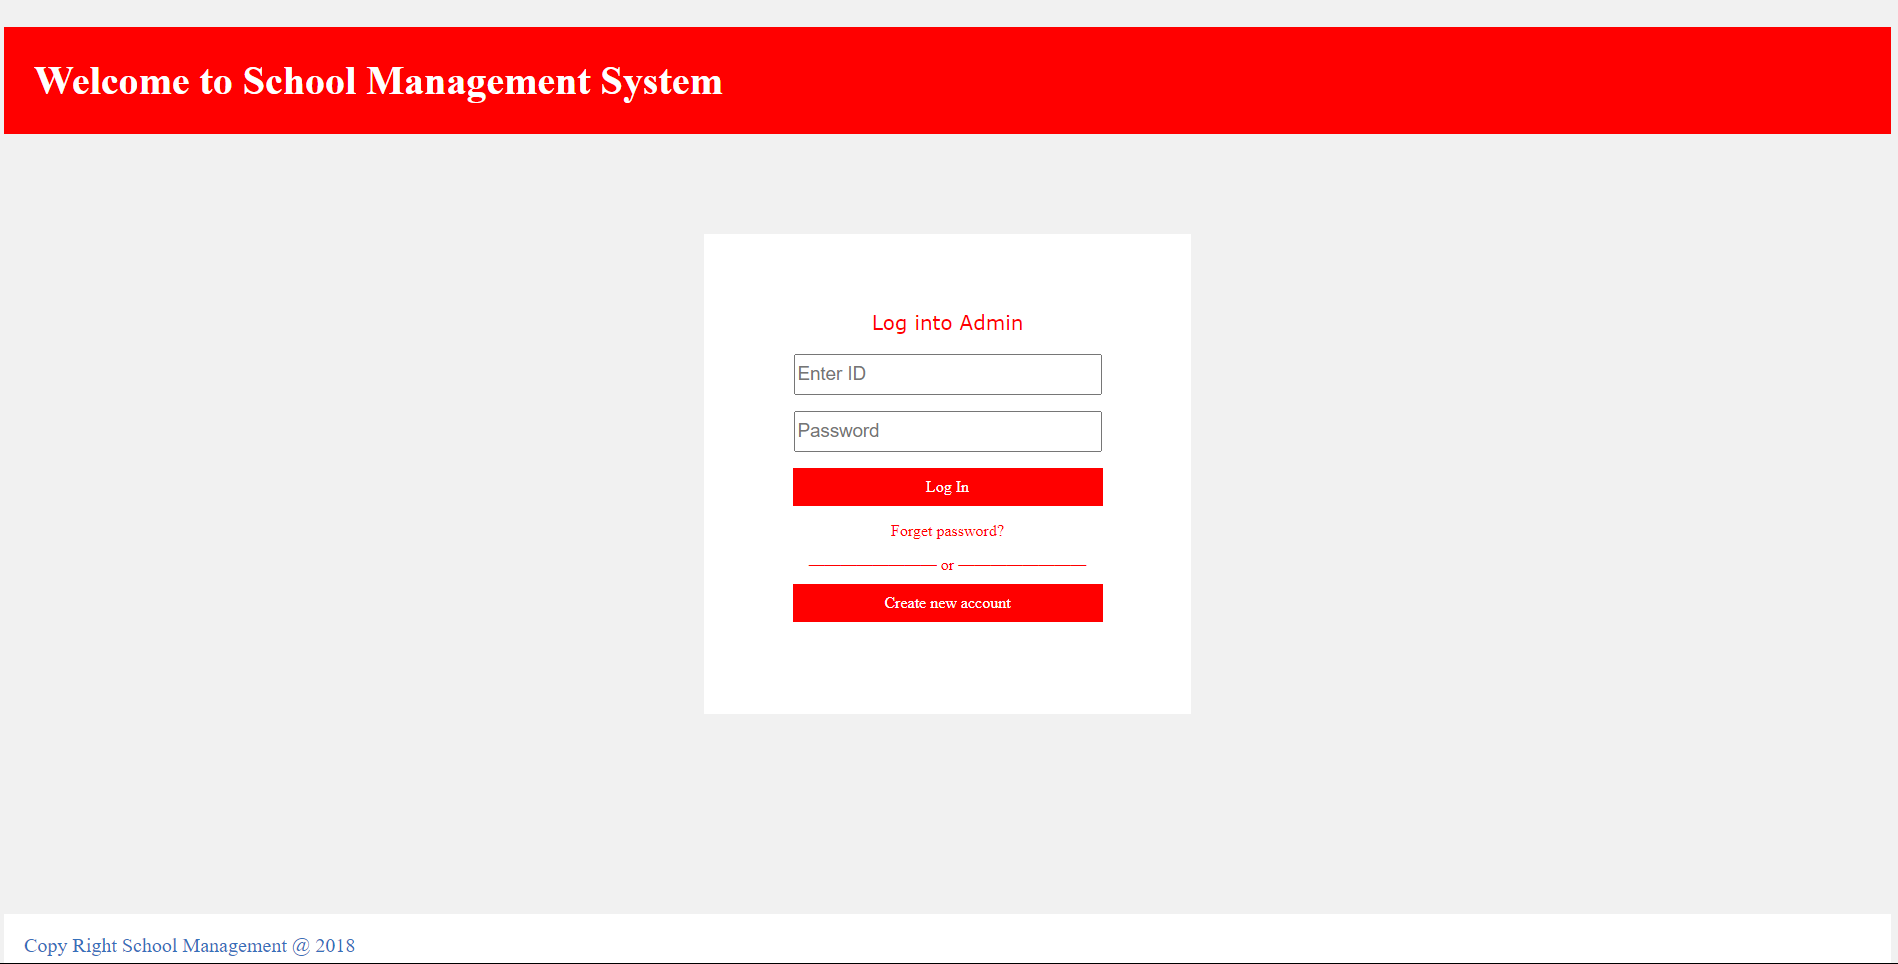 Welcome to School Management System
Log into Admin
Enter ID
Password
Log In
Forget password?
or
Create new account
Copy Right School Management @ 2018